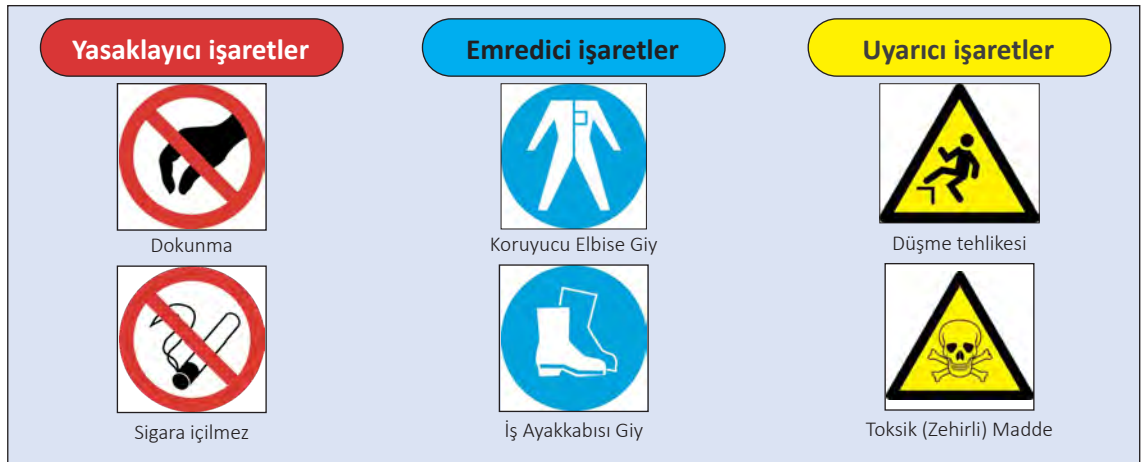 Yasaklayıcı işaretler
Emredici işaretler
Uyarıcı işaretler
Dokunma
Koruyucu Elbise Giy
Düşme tehlikesi
Sigara içilmez
İş Ayakkabısı Giy
Toksik (Zehirli) Madde